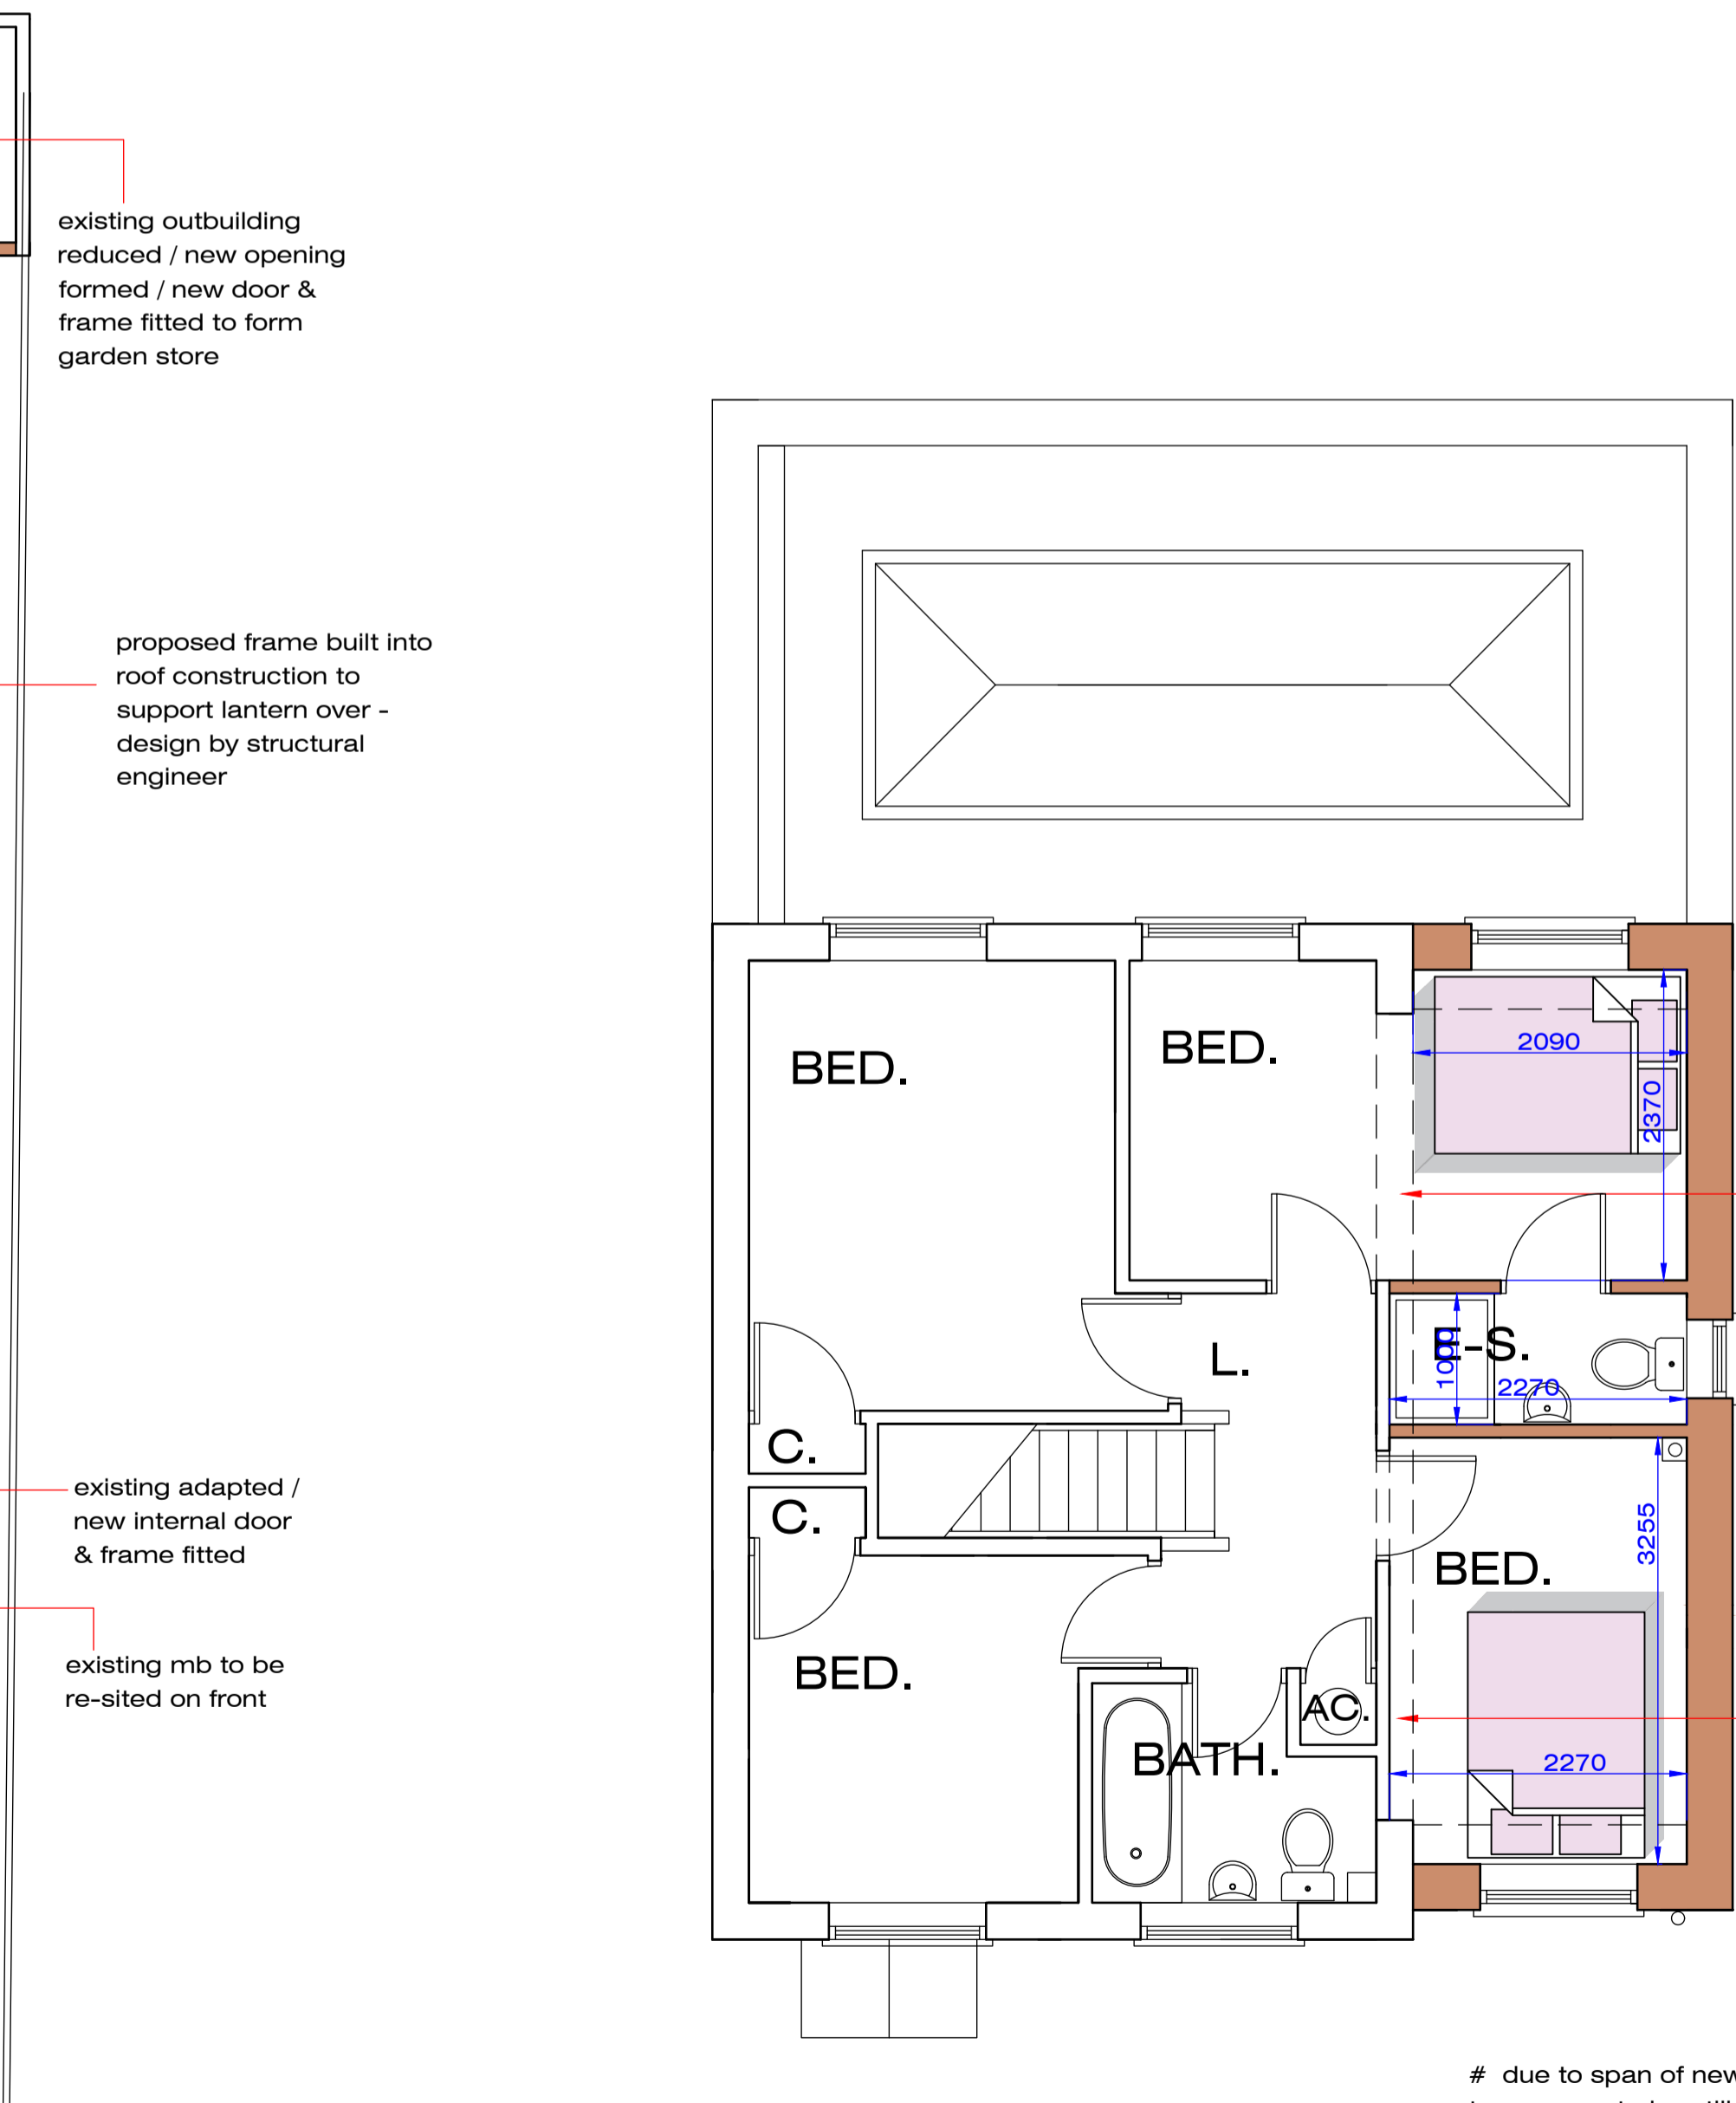 existing outbuilding
reduced / new opening
formed / new door &
frame fitted to form
garden store
proposed frame built into
roof construction to
support lantern over -
design by structural
engineer
existing adapted /
new internal door
& frame fitted
existing mb to be
re-sited on front
BED.
BED.
2090
2370
L.
E-S.
1000
2270
C.
C.
BED.
3255
BED.
AC.
BATH.
2270
# due to span of new